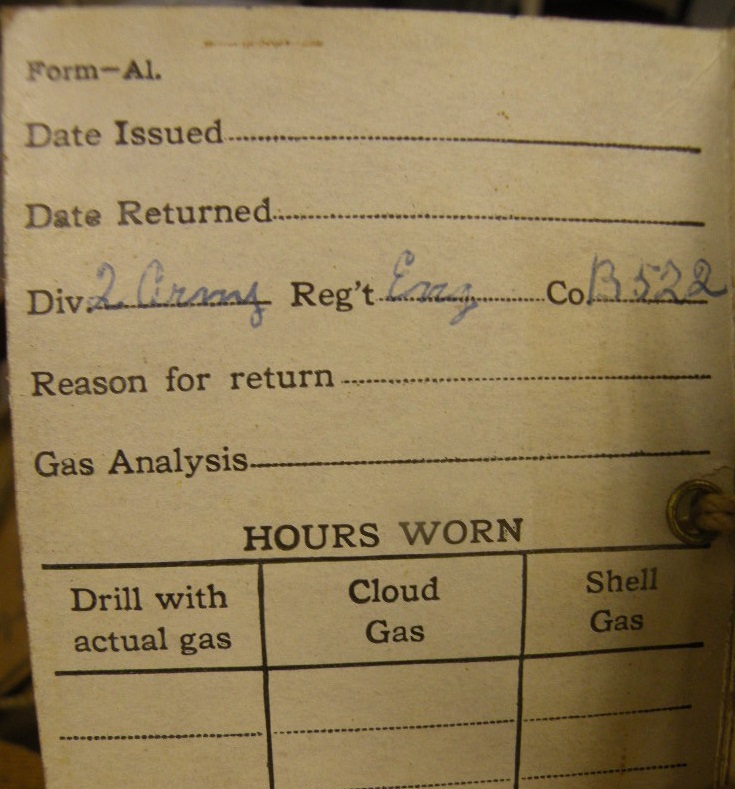 Form—A1.
Date Issued
Date Returned
Div. 2 Army Reg't Eng Co B 522
Reason for return
Gas Analysis
HOURS WORN
Drill with actual gas
Cloud Gas
Shell Gas